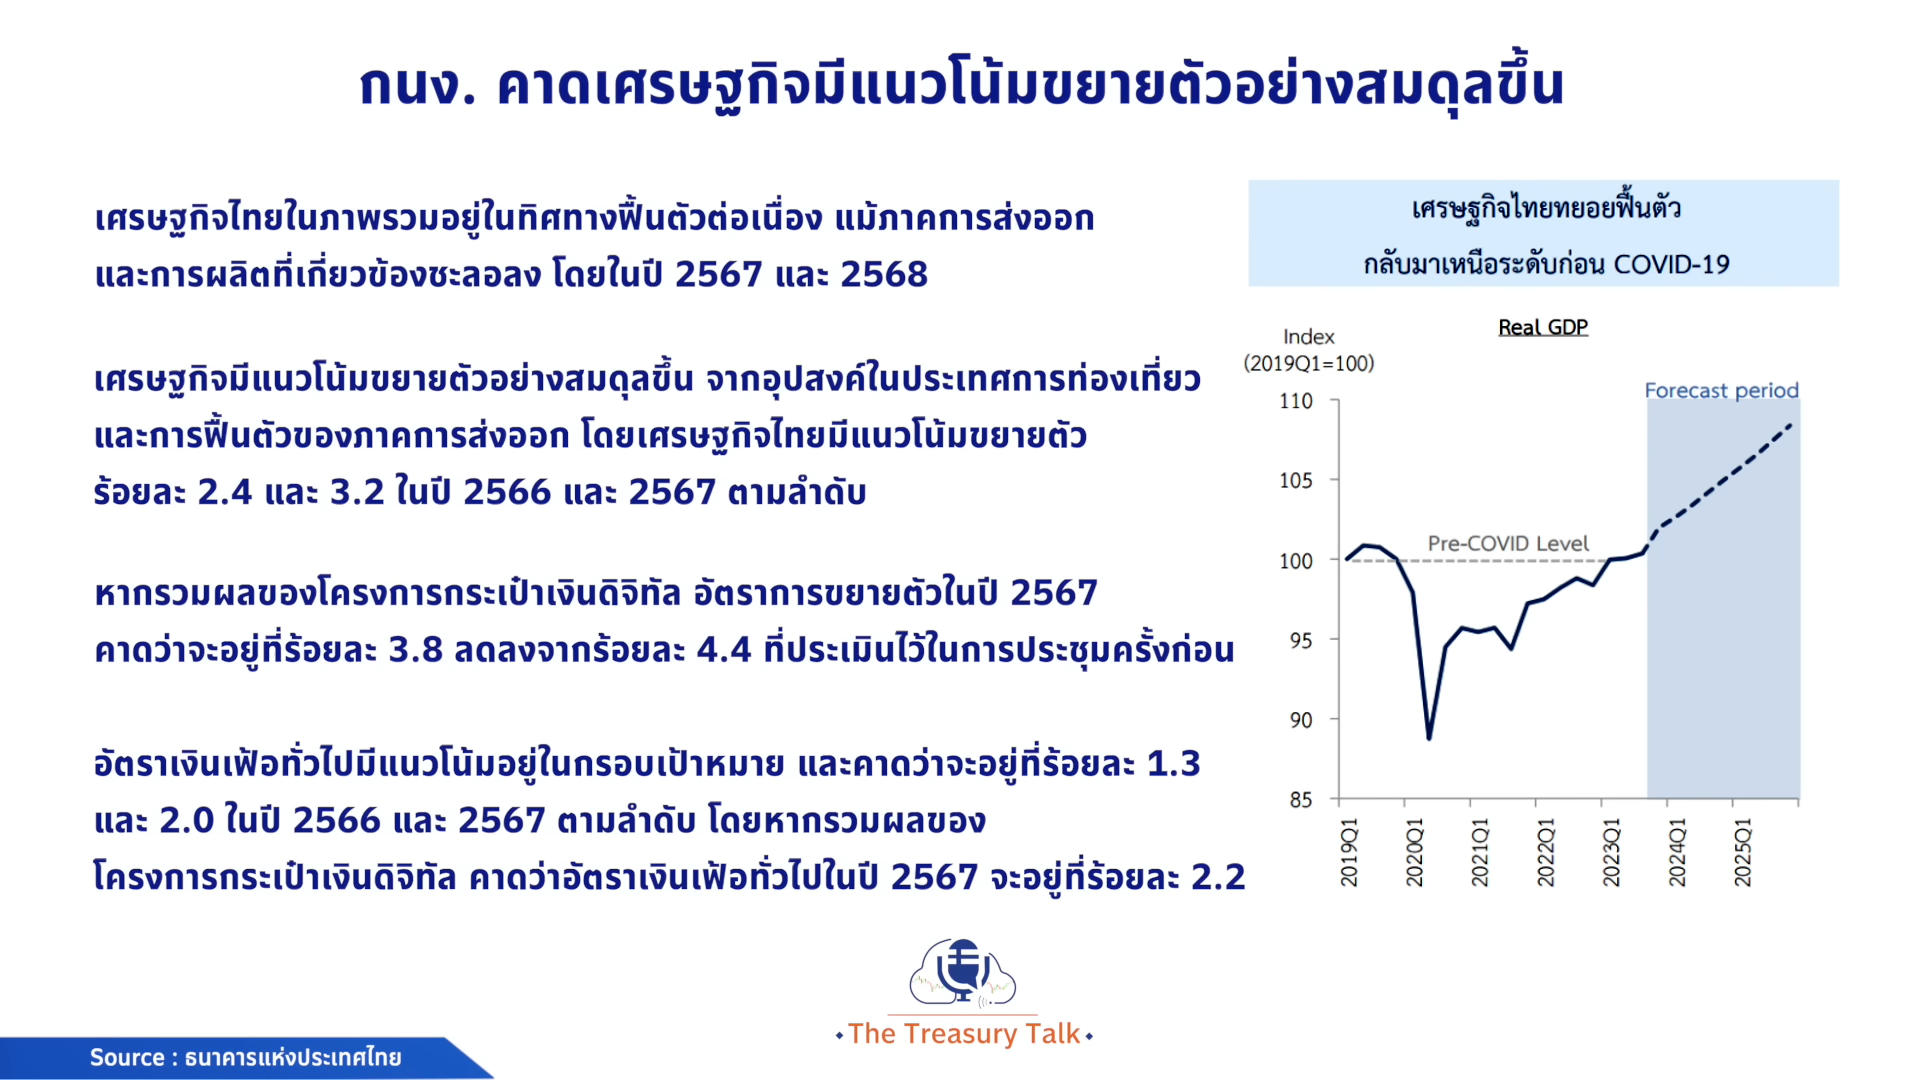 กนง. คาดเศรษฐกิจมีแนวโน้มขยายตัวอย่างสมดุลขึ้น
เศรษฐกิจไทยในภาพรวมอยู่ในทิศทางฟื้นตัวต่อเนื่อง แม้ภาคการส่งออก
และการผลิตที่เกี่ยวข้องชะลอลง โดยในปี 2567 และ 2568
เศรษฐกิจมีแนวโน้มขยายตัวอย่างสมดุลขึ้น จากอุปสงค์ในประเทศการท่องเที่ยว
และการฟื้นตัวของภาคการส่งออก โดยเศรษฐกิจไทยมีแนวโน้มขยายตัว
ร้อยละ 2.4 และ 3.2 ในปี 2566 และ 2567 ตามลำดับ
หากรวมผลของโครงการกระเป๋าเงินดิจิทัล อัตราการขยายตัวในปี 2567
คาดว่าจะอยู่ที่ร้อยละ 3.8 ลดลงจากร้อยละ 4.4 ที่ประเมินไว้ในการประชุมครั้งก่อน
อัตราเงินเฟ้อทั่วไปมีแนวโน้มอยู่ในกรอบเป้าหมาย และคาดว่าจะอยู่ที่ร้อยละ 1.3
และ 2.0 ในปี 2566 และ 2567 ตามลำดับ โดยหากรวมผลของ
โครงการกระเป๋าเงินดิจิทัล คาดว่าอัตราเงินเฟ้อทั่วไปในปี 2567 จะอยู่ที่ร้อยละ 2.2
เศรษฐกิจไทยทยอยฟื้นตัว
กลับมาเหนือระดับก่อน COVID-19
Real GDP
Index
(2019Q1=100)
Forecast period
110
105
100
95
90
85
Pre-COVID Level
2019Q1
2020Q1
2021Q1
2022Q1
2023Q1
2024Q1
2025Q1
The Treasury Talk
Source : ธนาคารแห่งประเทศไทย